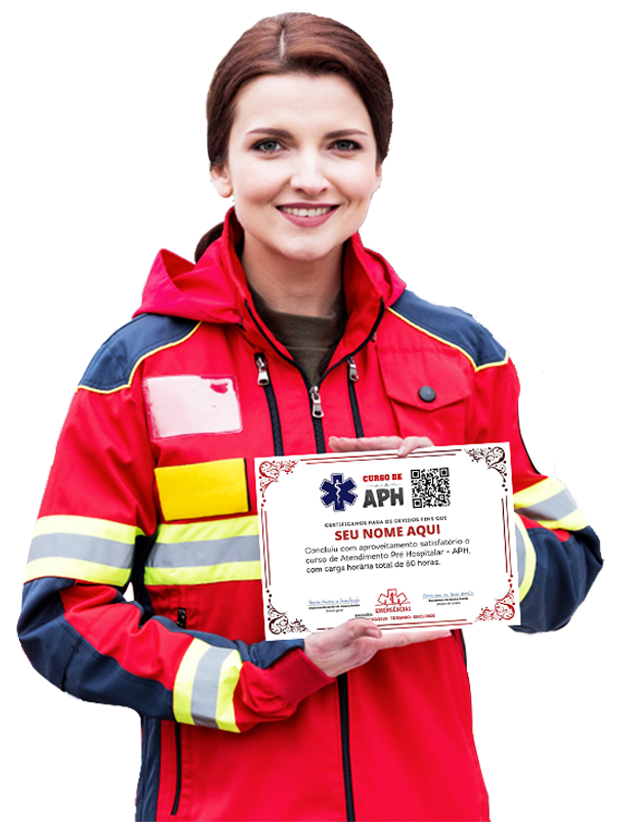 CURSO DE
APH
CERTIFICAMOS PARA OS DEVIDOS FINS QUE
SEU NOME AQUI
Concluiu com aproveitamento satisfatório o
curso de Atendimento Pré Hospitalar - APH,
com carga horária total de 80 horas.
EMERGENCIAL